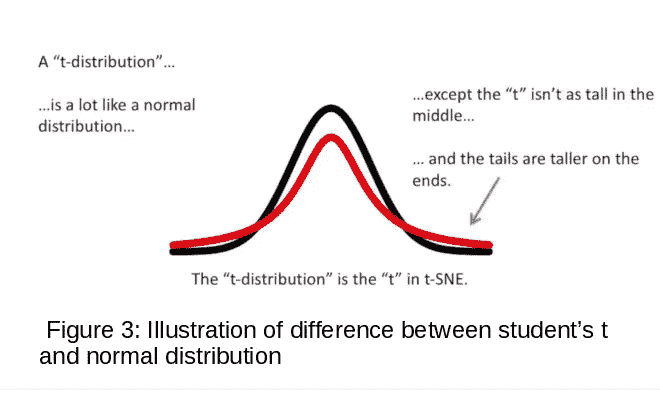 A “t-distribution”…
…is a lot like a normal
distribution…
…except the “t” isn’t as tall in the
middle…
… and the tails are taller on the
ends.
The “t-distribution” is the “t” in t-SNE.
Figure 3: Illustration of difference between student’s t
and normal distribution